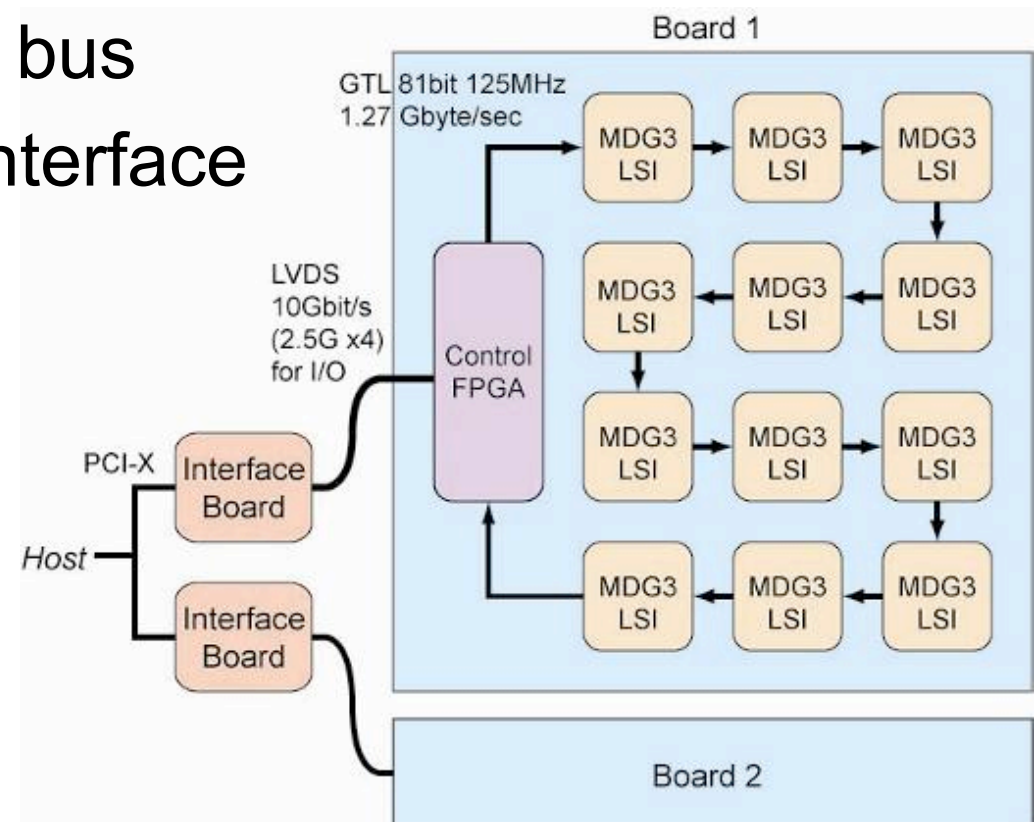 bus
nterface
Board 1
GTL 81bit 125MHz
1.27 Gbyte/sec
MDG3
LSI
MDG3
LSI
MDG3
LSI
MDG3
LSI
MDG3
LSI
MDG3
LSI
LVDS
10Gbit/s
(2.5G x4)
for I/O
Control
FPGA
MDG3
LSI
MDG3
LSI
MDG3
LSI
PCI-X
Interface
Board
Host
MDG3
LSI
MDG3
LSI
MDG3
LSI
Interface
Board
Board 2